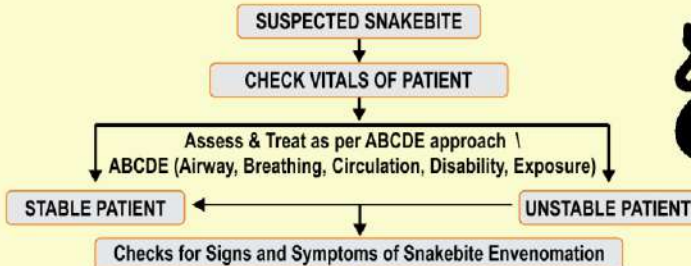 SUSPECTED SNAKEBITE
CHECK VITALS OF PATIENT
Assess & Treat as per ABCDE approach \
ABCDE (Airway, Breathing, Circulation, Disability, Exposure)
STABLE PATIENT
UNSTABLE PATIENT
Checks for Signs and Symptoms of Snakebite Envenomation